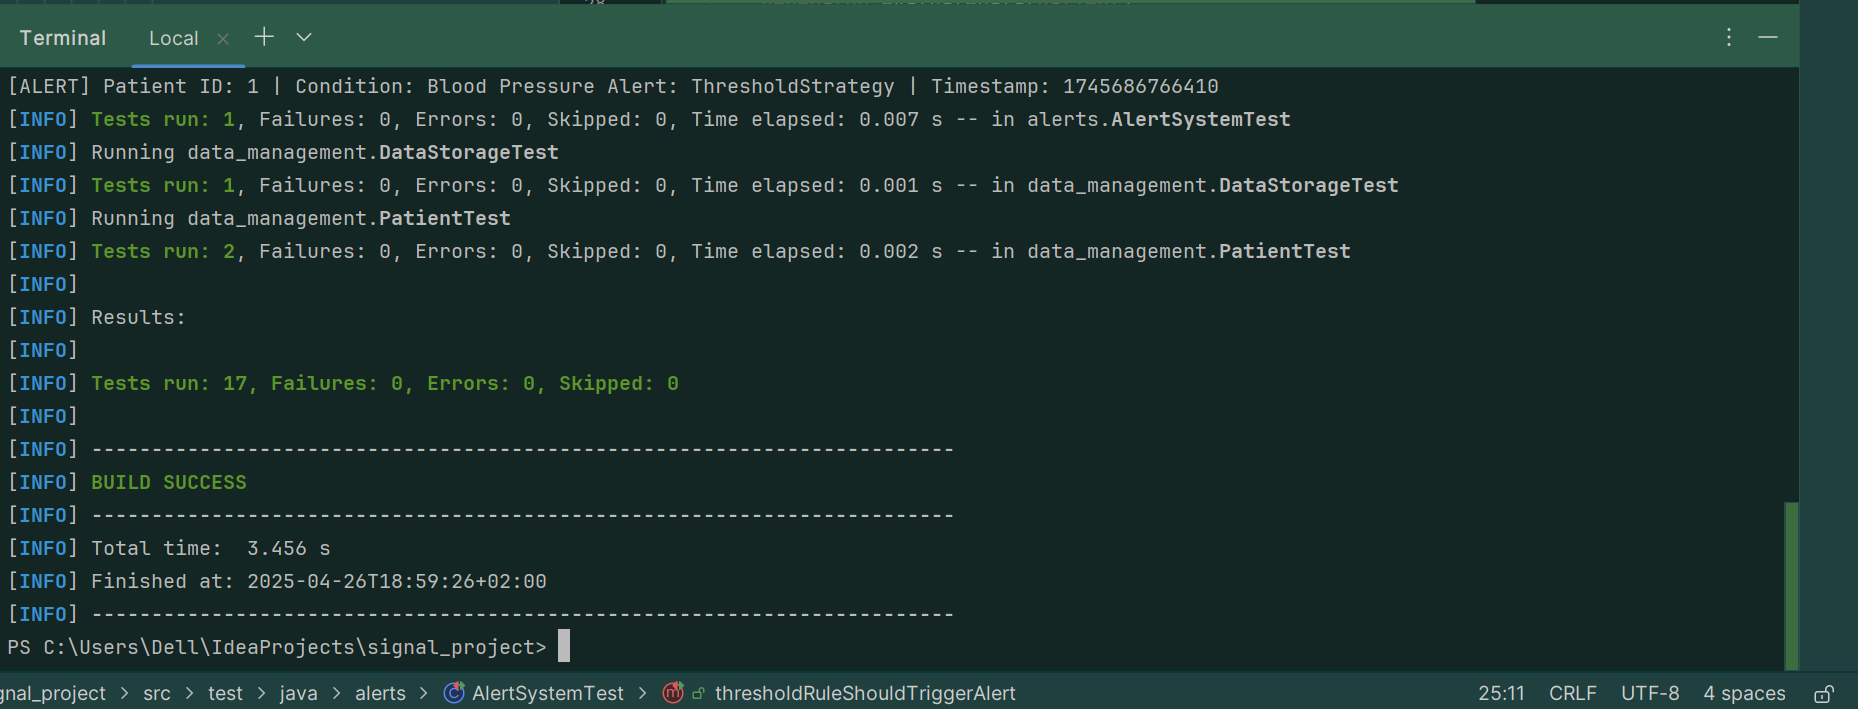 Terminal Local
[ALERT] Patient ID: 1 | Condition: Blood Pressure Alert: ThresholdStrategy | Timestamp: 1745686766410
[INFO] Tests run: 1, Failures: 0, Errors: 0, Skipped: 0, Time elapsed: 0.007 s -- in alerts.AlertSystemTest
[INFO] Running data_management.DataStorageTest
[INFO] Tests run: 1, Failures: 0, Errors: 0, Skipped: 0, Time elapsed: 0.001 s -- in data_management.DataStorageTest
[INFO] Running data_management.PatientTest
[INFO] Tests run: 2, Failures: 0, Errors: 0, Skipped: 0, Time elapsed: 0.002 s -- in data_management.PatientTest
[INFO]
[INFO] Results:
[INFO]
[INFO] Tests run: 17, Failures: 0, Errors: 0, Skipped: 0
[INFO]
[INFO] ------------------------------------------------------------------------
[INFO] BUILD SUCCESS
[INFO] ------------------------------------------------------------------------
[INFO] Total time:  3.456 s
[INFO] Finished at: 2025-04-26T18:59:26+02:00
[INFO] ------------------------------------------------------------------------
PS C:\Users\Dell\IdeaProjects\signal_project>
gnal_project > src > test > java > alerts > AlertSystemTest > thresholdRuleShouldTriggerAlert 25:11 CRLF UTF-8 4 spaces